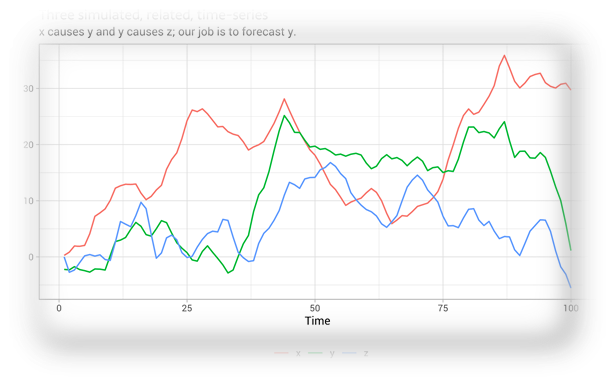 Three simulated, related, time-series
x causes y and y causes z; our job is to forecast y.
30
20
10
0
0 25 50 75 100
Time
x y z